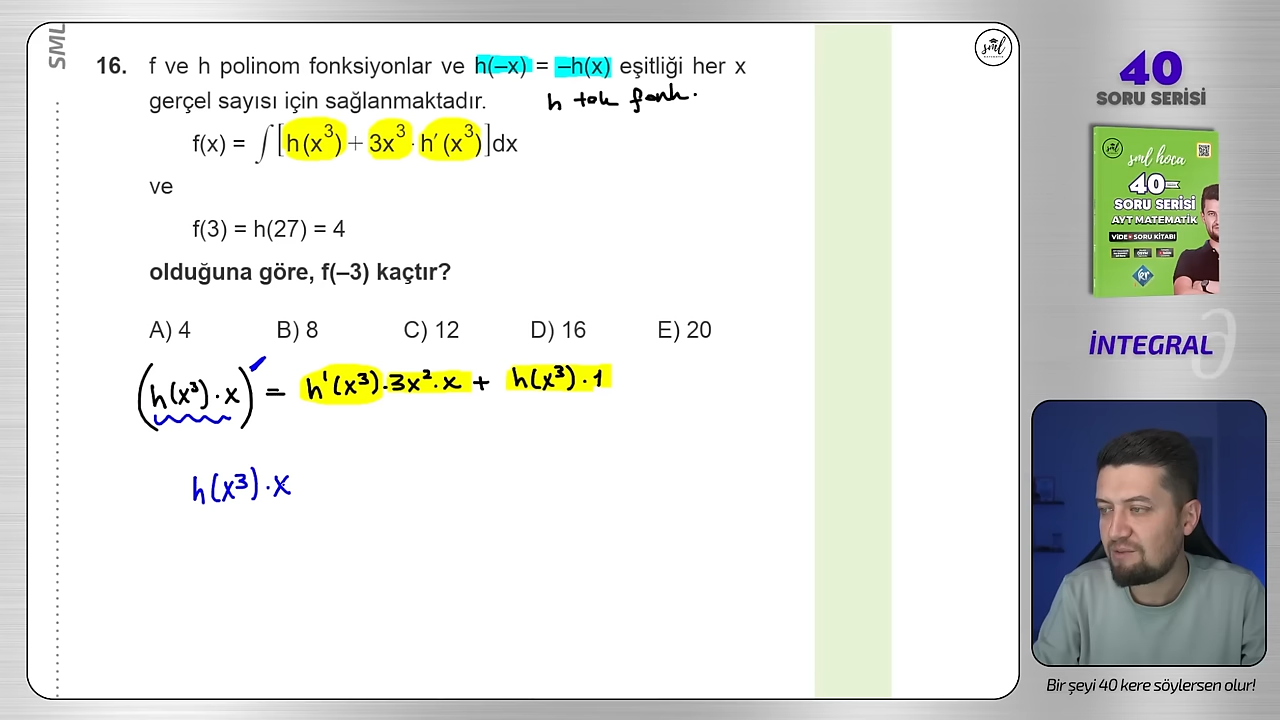 SML
16. f ve h polinom fonksiyonlar ve h(–x) = –h(x) eşitliği her x
gerçel sayısı için sağlanmaktadır.
h tek fonk.
f(x) = ∫[h(x³) + 3x³ · h′(x³)]dx
ve
f(3) = h(27) = 4
olduğuna göre, f(–3) kaçtır?
A) 4 B) 8 C) 12 D) 16 E) 20
(h(x³) · x)′ = h'(x³) · 3x² · x + h(x³) · 1
h(x³) · x
sml
40
SORU SERİSİ
sml hoca
40
SORU SERİSİ
AYT MATEMATİK
VİDEO SORU KİTABI
İNTEGRAL
Bir şeyi 40 kere söylersen olur!